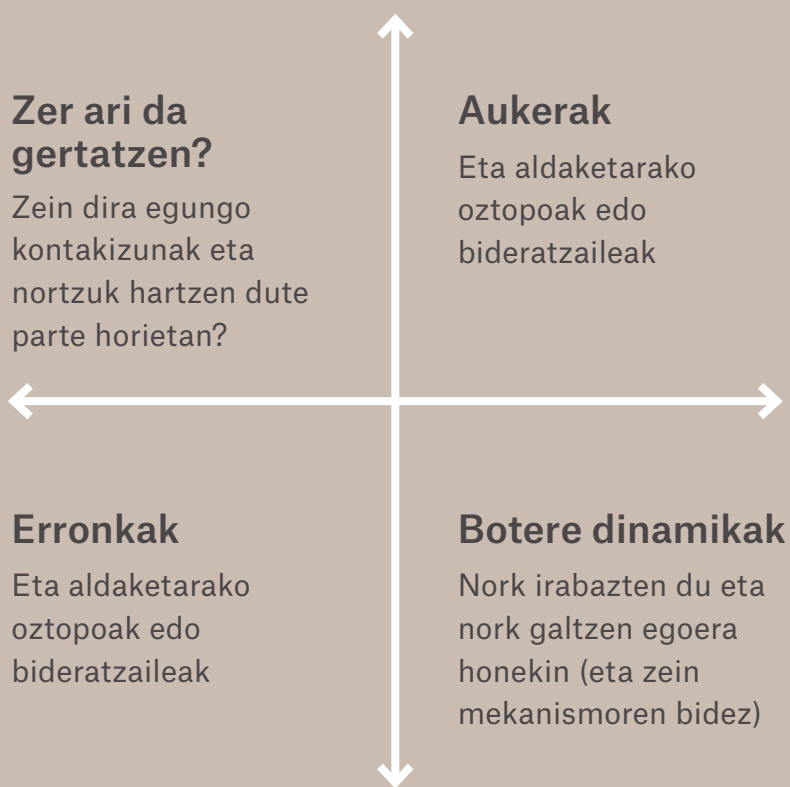 Zer ari da
gertatzen?
Zein dira egungo
kontakizunak eta
nortzuk hartzen dute
parte horietan?
Aukerak
Eta aldaketarako
oztopoak edo
bideratzaileak
Erronkak
Eta aldaketarako
oztopoak edo
bideratzaileak
Botere dinamikak
Nork irabazten du eta
nork galtzen egoera
honekin (eta zein
mekanismoren bidez)